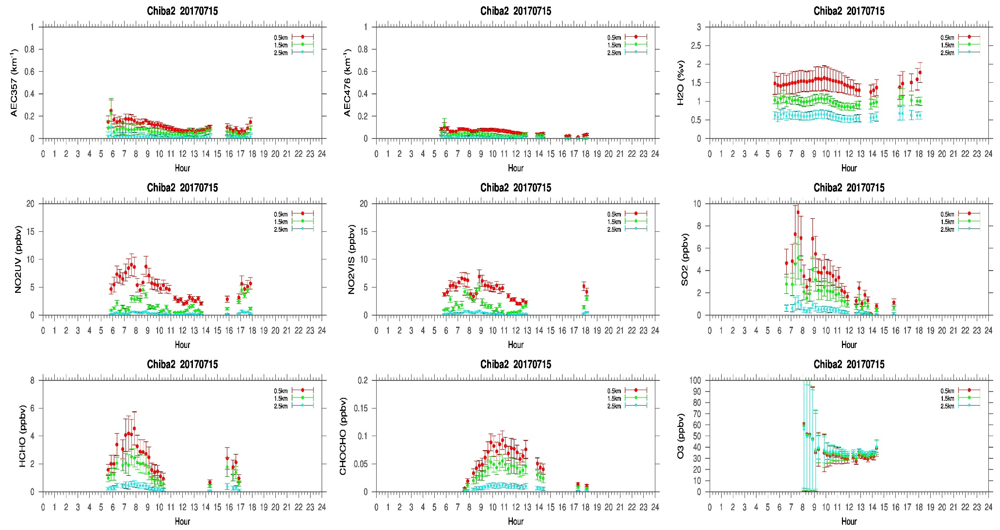 Chiba2 20170715
AEC357 (km-1)
1
0.8
0.6
0.4
0.2
0
0.5km
1.5km
2.5km
0 1 2 3 4 5 6 7 8 9 10 11 12 13 14 15 16 17 18 19 20 21 22 23 24
Hour
Chiba2 20170715
AEC476 (km-1)
1
0.8
0.6
0.4
0.2
0
0.5km
1.5km
2.5km
0 1 2 3 4 5 6 7 8 9 10 11 12 13 14 15 16 17 18 19 20 21 22 23 24
Hour
Chiba2 20170715
H2O (%v)
3
2.5
2
1.5
1
0.5
0
0.5km
1.5km
2.5km
0 1 2 3 4 5 6 7 8 9 10 11 12 13 14 15 16 17 18 19 20 21 22 23 24
Hour
Chiba2 20170715
NO2UV (ppbv)
20
15
10
5
0
0.5km
1.5km
2.5km
0 1 2 3 4 5 6 7 8 9 10 11 12 13 14 15 16 17 18 19 20 21 22 23 24
Hour
Chiba2 20170715
NO2VIS (ppbv)
20
15
10
5
0
0.5km
1.5km
2.5km
0 1 2 3 4 5 6 7 8 9 10 11 12 13 14 15 16 17 18 19 20 21 22 23 24
Hour
Chiba2 20170715
SO2 (ppbv)
10
8
6
4
2
0
0.5km
1.5km
2.5km
0 1 2 3 4 5 6 7 8 9 10 11 12 13 14 15 16 17 18 19 20 21 22 23 24
Hour
Chiba2 20170715
HCHO (ppbv)
8
6
4
2
0
0.5km
1.5km
2.5km
0 1 2 3 4 5 6 7 8 9 10 11 12 13 14 15 16 17 18 19 20 21 22 23 24
Hour
Chiba2 20170715
CHOCHO (ppbv)
0.2
0.15
0.1
0.05
0
0.5km
1.5km
2.5km
0 1 2 3 4 5 6 7 8 9 10 11 12 13 14 15 16 17 18 19 20 21 22 23 24
Hour
Chiba2 20170715
O3 (ppbv)
100
90
80
70
60
50
40
30
20
10
0
0.5km
1.5km
2.5km
0 1 2 3 4 5 6 7 8 9 10 11 12 13 14 15 16 17 18 19 20 21 22 23 24
Hour